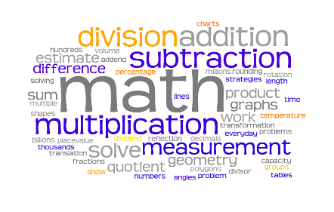 charts
division addition
hundreds volume
estimate addend subtraction
difference percentage millions rounding rotation
solving strategies length
math
sum product
multiple lines graphs time
shapes work temperature
multiplication transformation
everyday problems
billions placevalue dividend reflection decimals
thousands solve measurement
translation geometry capacity
fractions quotient polygons divisor groups
show numbers angles problem tables